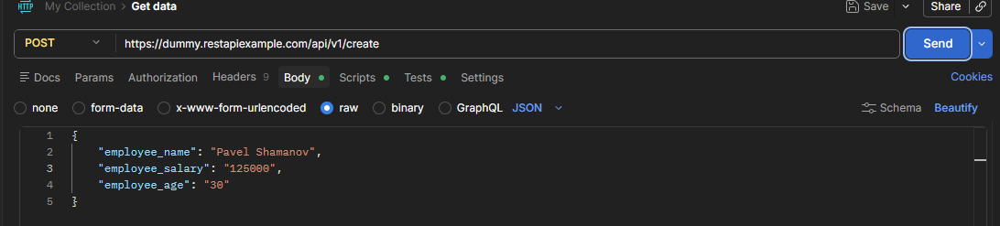 HTTP My Collection > Get data Save Share
POST https://dummy.restapiexample.com/api/v1/create Send
Docs Params Authorization Headers 9 Body Scripts Tests Settings Cookies
none form-data x-www-form-urlencoded raw binary GraphQL JSON Schema Beautify
1 {
2 "employee_name": "Pavel Shamanov",
3 "employee_salary": "125000",
4 "employee_age": "30"
5 }